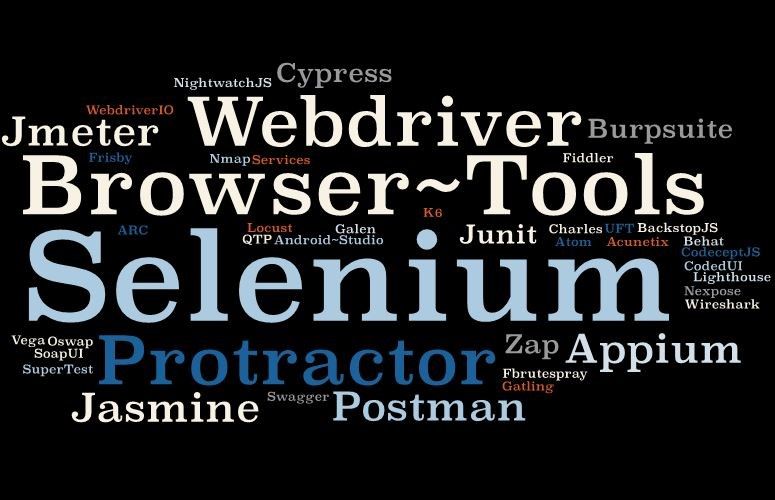 Cypress
NightwatchJS
WebdriverIO
Webdriver
Jmeter
Burpsuite
Frisby
Nmap
Services
Fiddler
Browser~Tools
K6
ARC
Locust
Galen
Junit
Charles
UFT
BackstopJS
QTP
Android~Studio
Atom
Acunetix
Behat
CodeceptJS
Selenium
CodedUI
Lighthouse
Nexpose
Wireshark
Vega
Oswap
SoapUI
SuperTest
Protractor
Zap
Appium
Fbrutespray
Gatling
Jasmine
Swagger
Postman